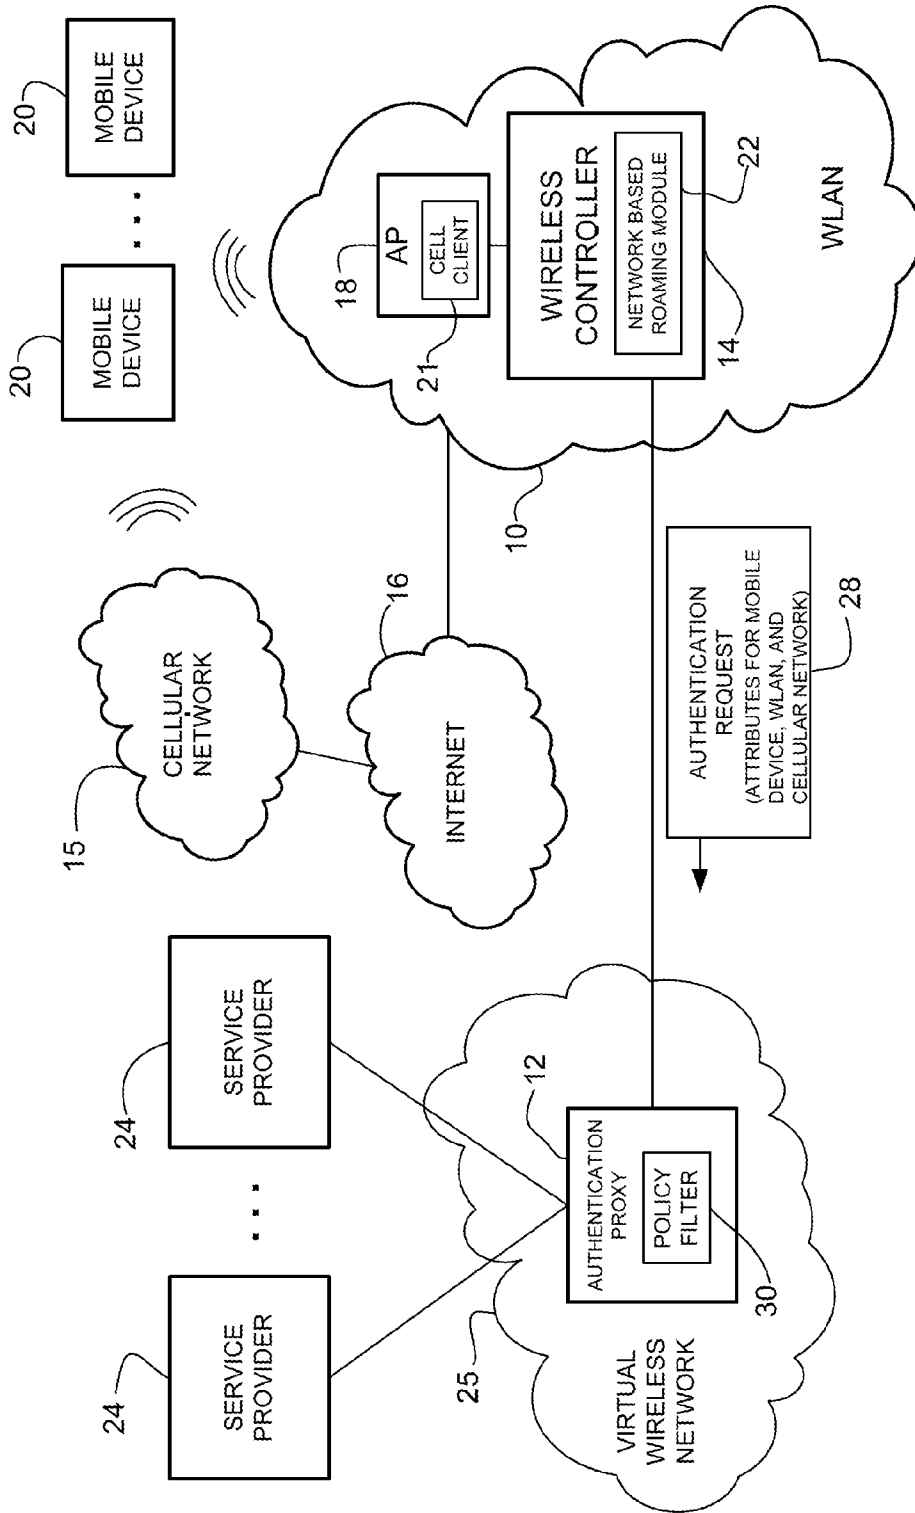 24
SERVICE
PROVIDER
24
SERVICE
PROVIDER
15
CELLULAR
NETWORK
20
MOBILE
DEVICE
20
MOBILE
DEVICE
16
INTERNET
18
AP
CELL
CLIENT
21
WIRELESS
CONTROLLER
NETWORK BASED
ROAMING MODULE
22
14
10
WLAN
25
12
AUTHENTICATION
PROXY
POLICY
FILTER
30
VIRTUAL
WIRELESS
NETWORK
AUTHENTICATION
REQUEST
(ATTRIBUTES FOR MOBILE
DEVICE, WLAN, AND
CELLULAR NETWORK)
28